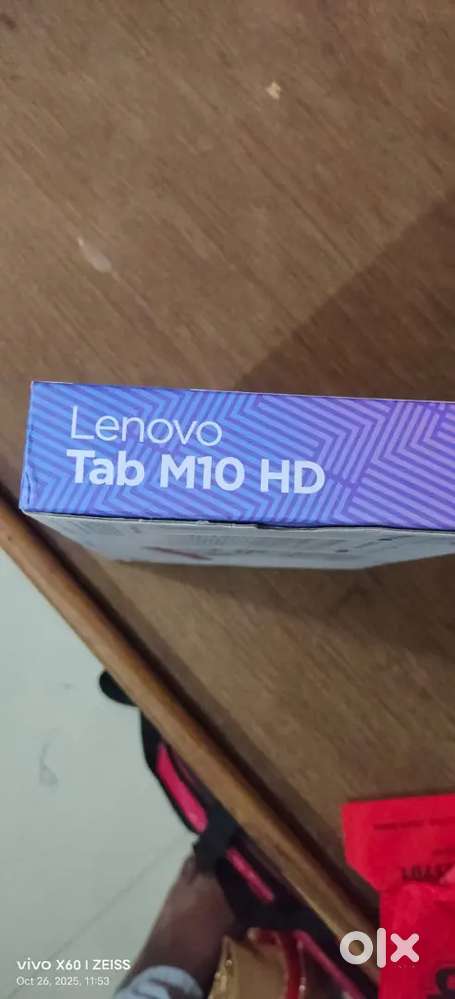 Lenovo
Tab M10 HD
vivo X60 | ZEISS
Oct 26, 2025, 11:53
olx